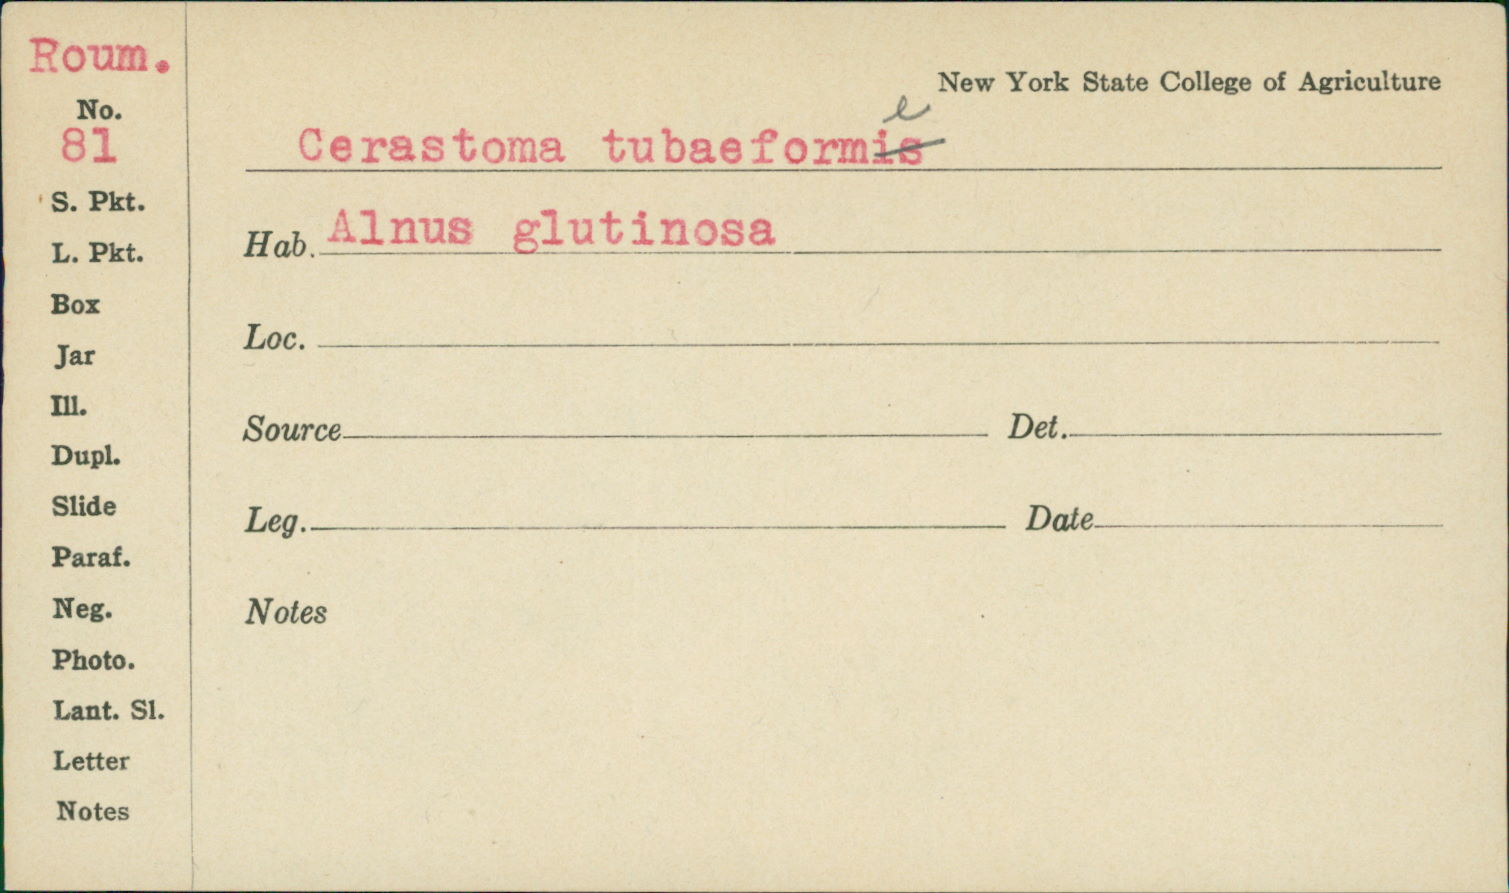 Roum.
New York State College of Agriculture
No.
81
e
Cerastoma tubaeformis
S. Pkt.
Hab. Alnus glutinosa
L. Pkt.
Box
Loc.
Jar
Ill.
Source Det.
Dupl.
Slide
Leg. Date
Paraf.
Neg.
Notes
Photo.
Lant. Sl.
Letter
Notes